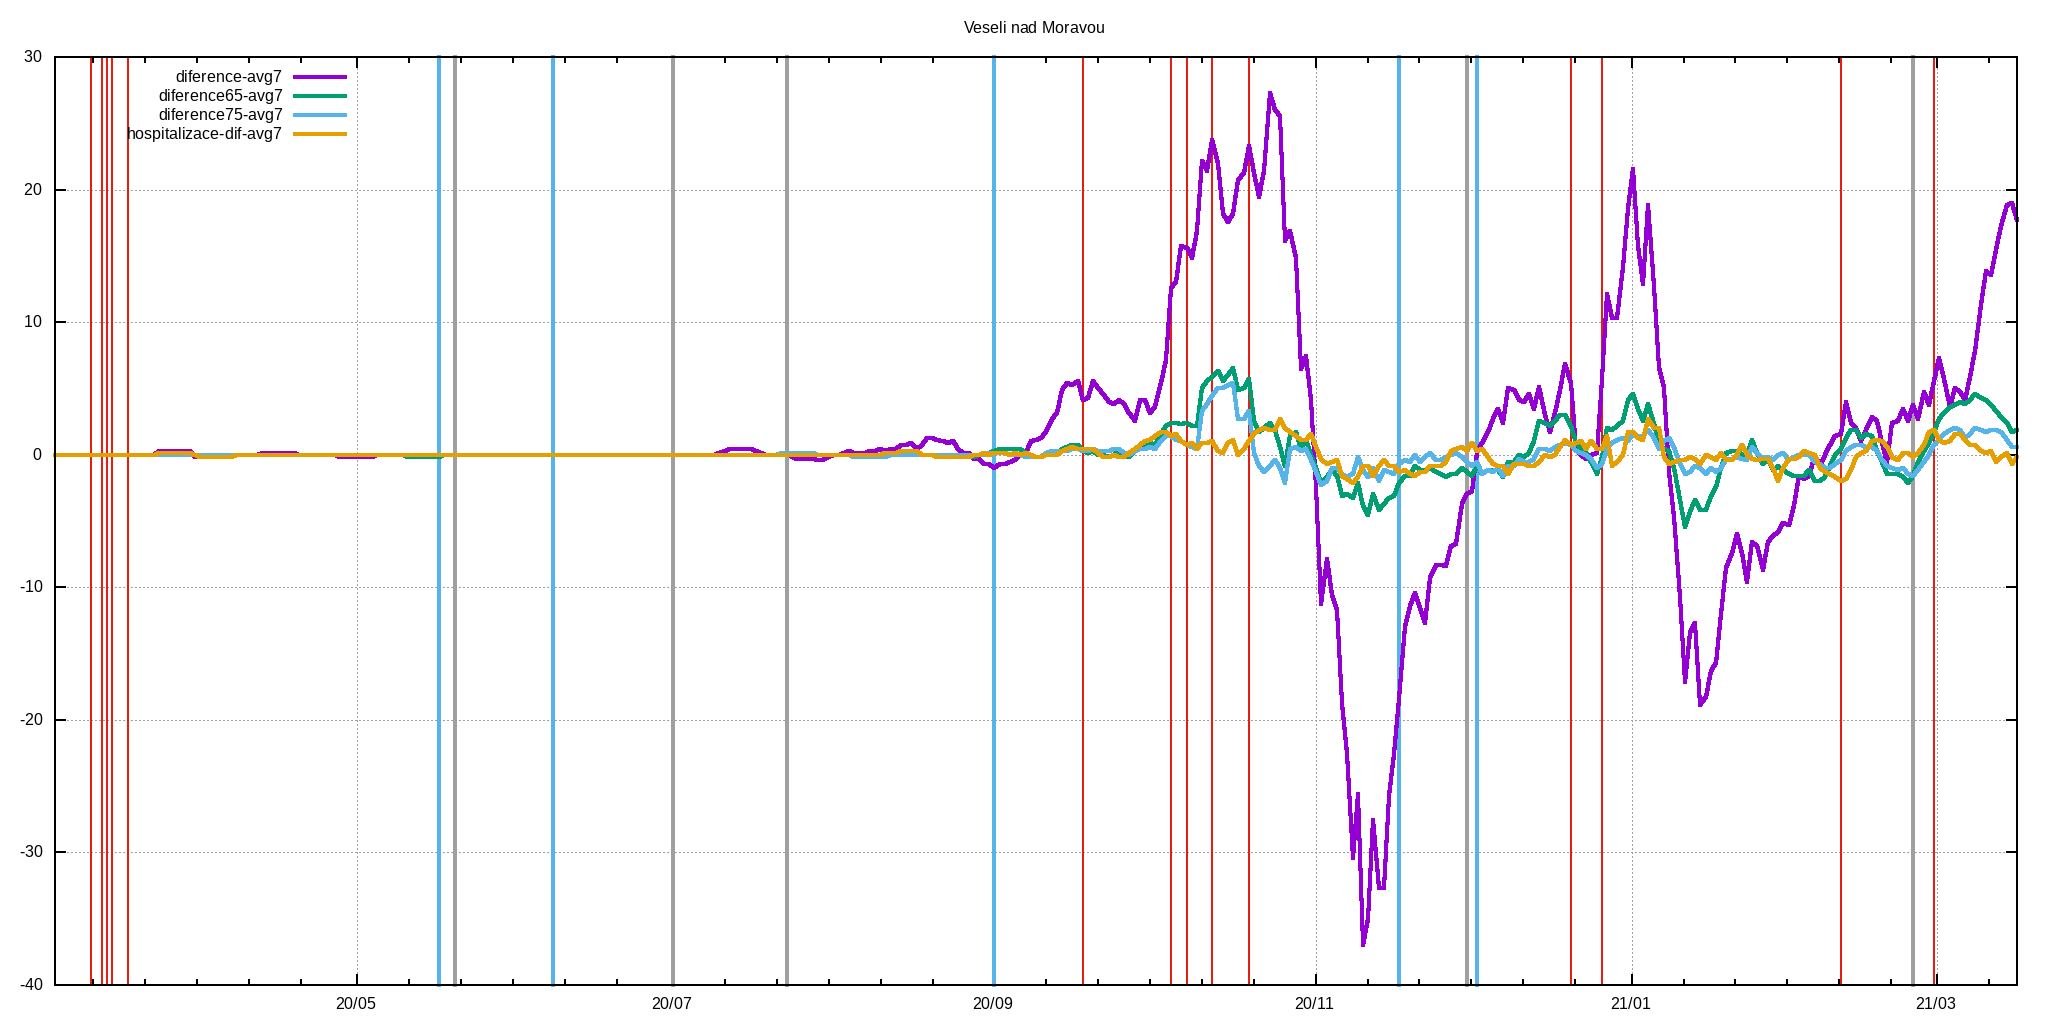 Veseli nad Moravou
30
20
10
0
-10
-20
-30
-40
diference-avg7
diference65-avg7
diference75-avg7
hospitalizace-dif-avg7
20/05
20/07
20/09
20/11
21/01
21/03